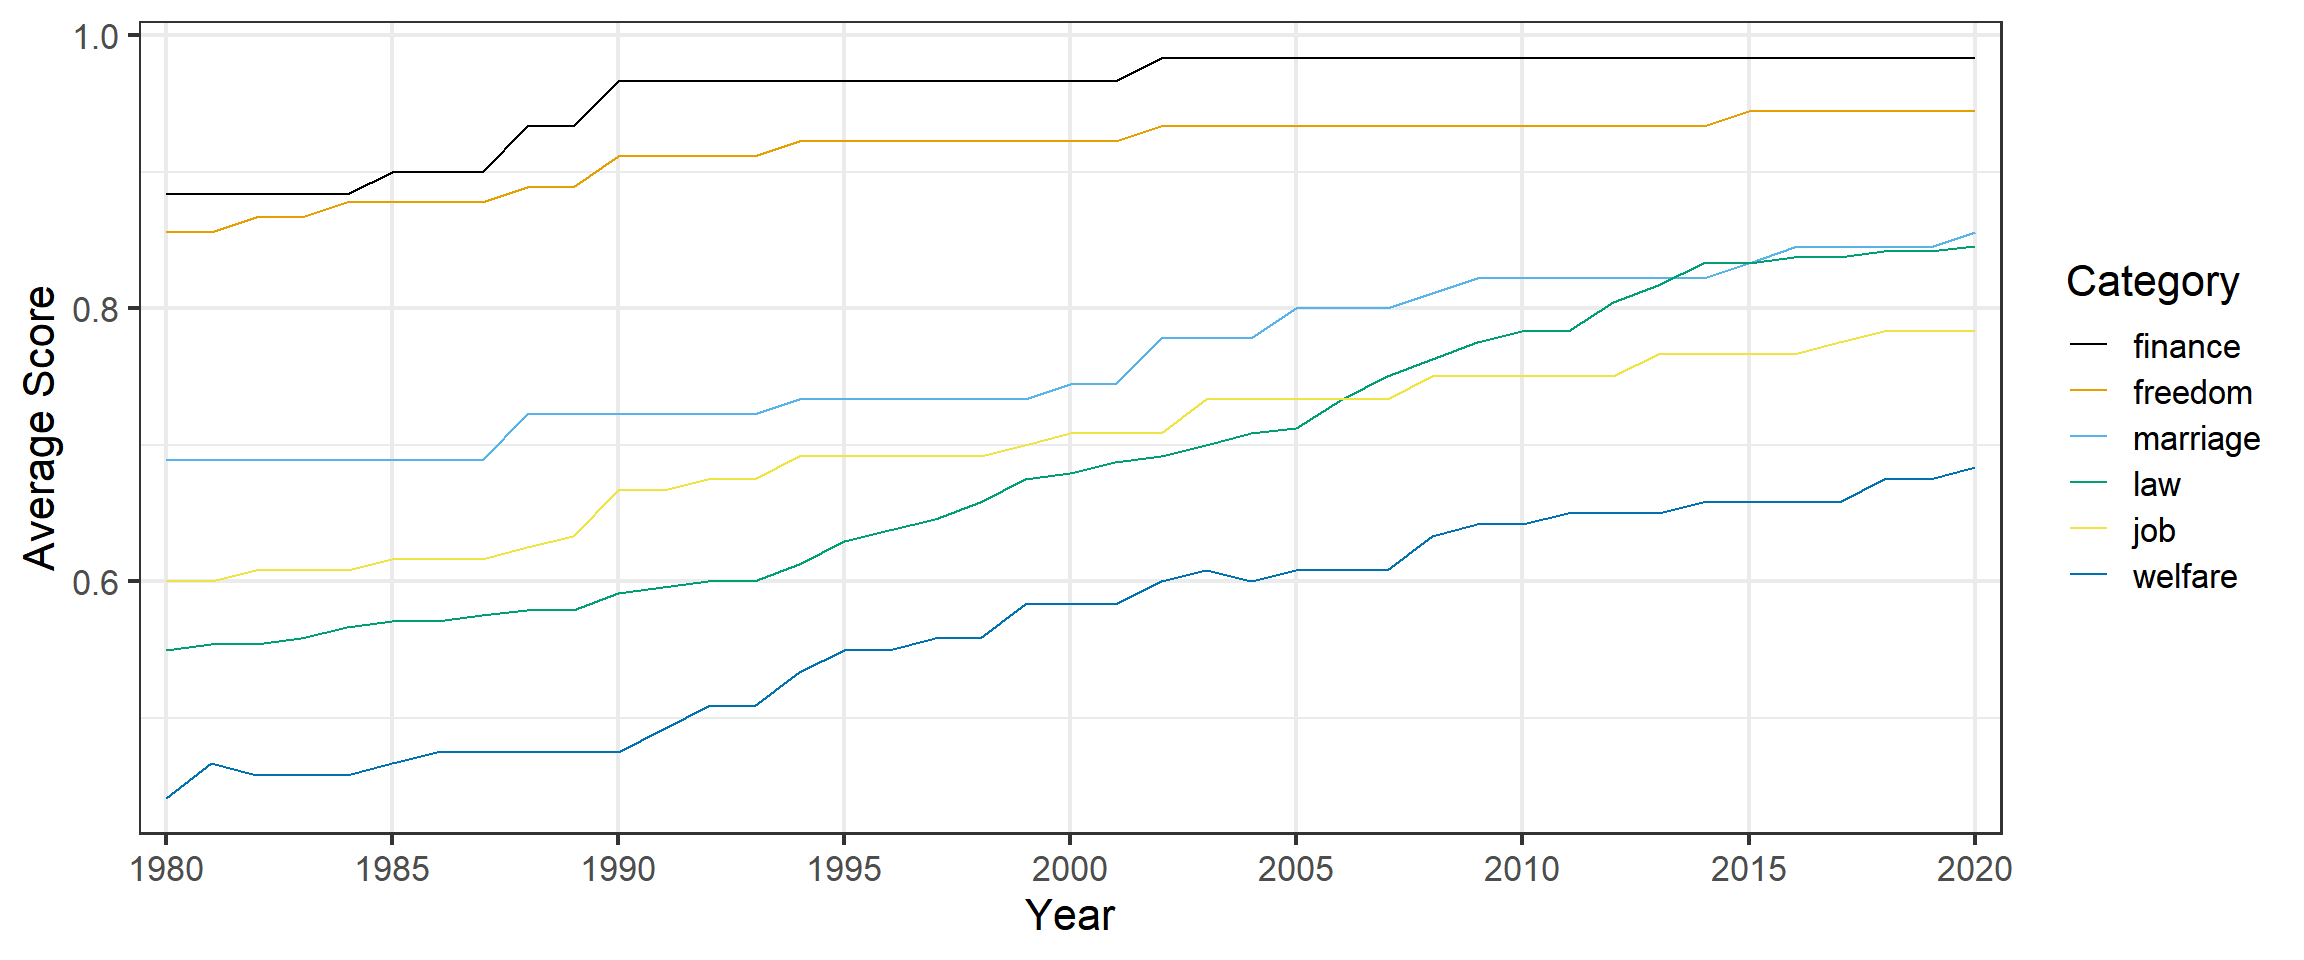 1.0
0.8
0.6
Average Score
1980 1985 1990 1995 2000 2005 2010 2015 2020
Year
Category
finance
freedom
marriage
law
job
welfare